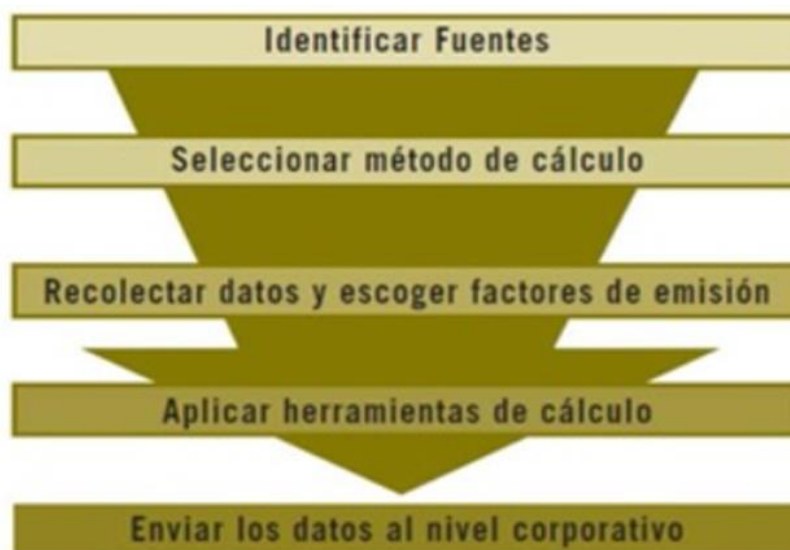 Identificar Fuentes
Seleccionar método de cálculo
Recolectar datos y escoger factores de emisión
Aplicar herramientas de cálculo
Enviar los datos al nivel corporativo